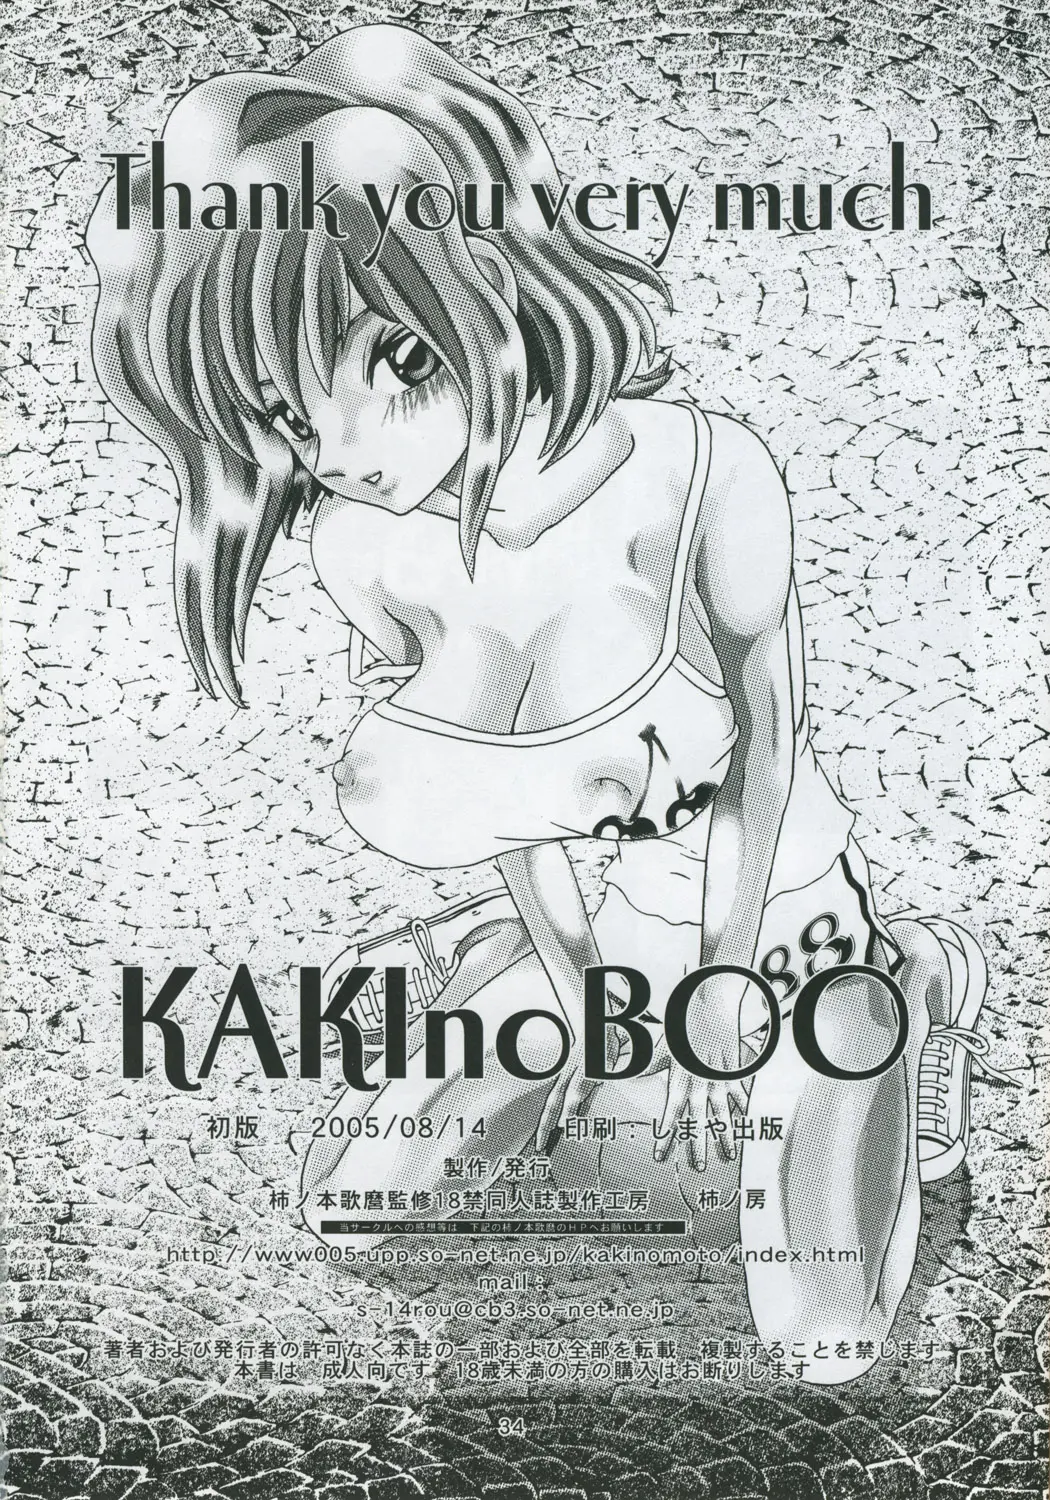 Thank you very much
88
KAKInoBOO
初版　2005/08/14　印刷：しまや出版
製作/発行
柿ノ本歌麿監修18禁同人誌製作工房　柿ノ房
当サークルへの感想等は　下記の柿ノ本歌麿のHPへお願いします
http://www005.upp.so-net.ne.jp/kakinomoto/index.html
mail：
s-14rou@cb3.so-net.ne.jp
著者および発行者の許可なく本誌の一部および全部を転載　複製することを禁じます
本書は　成人向です　18歳未満の方の購入はお断りします
34